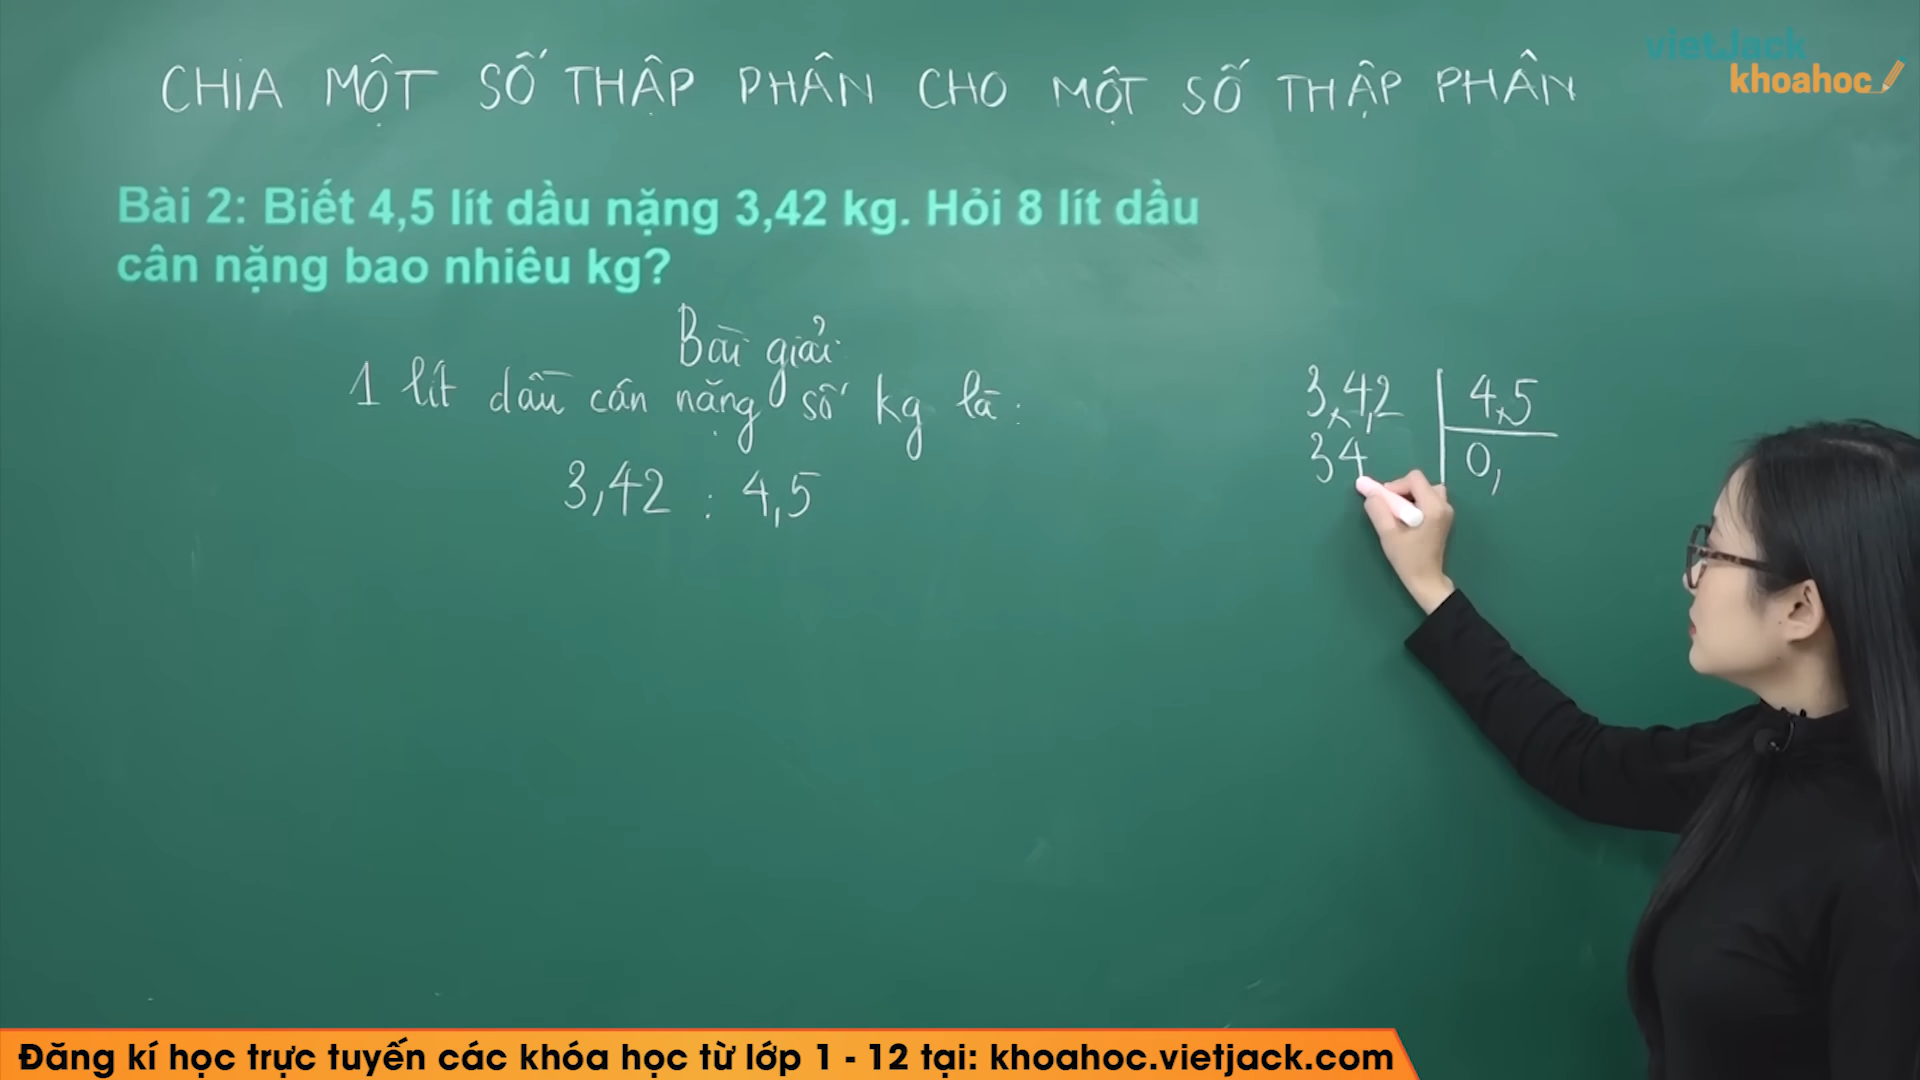 vietJack
khoahoc
CHIA MỘT SỐ THẬP PHÂN CHO MỘT SỐ THẬP PHÂN
Bài 2: Biết 4,5 lít dầu nặng 3,42 kg. Hỏi 8 lít dầu
cân nặng bao nhiêu kg?
Bài giải
1 lít dầu cân nặng số kg là:
3,42 : 4,5
3,4,2 4,5
34 0,
Đăng kí học trực tuyến các khóa học từ lớp 1 - 12 tại: khoahoc.vietjack.com